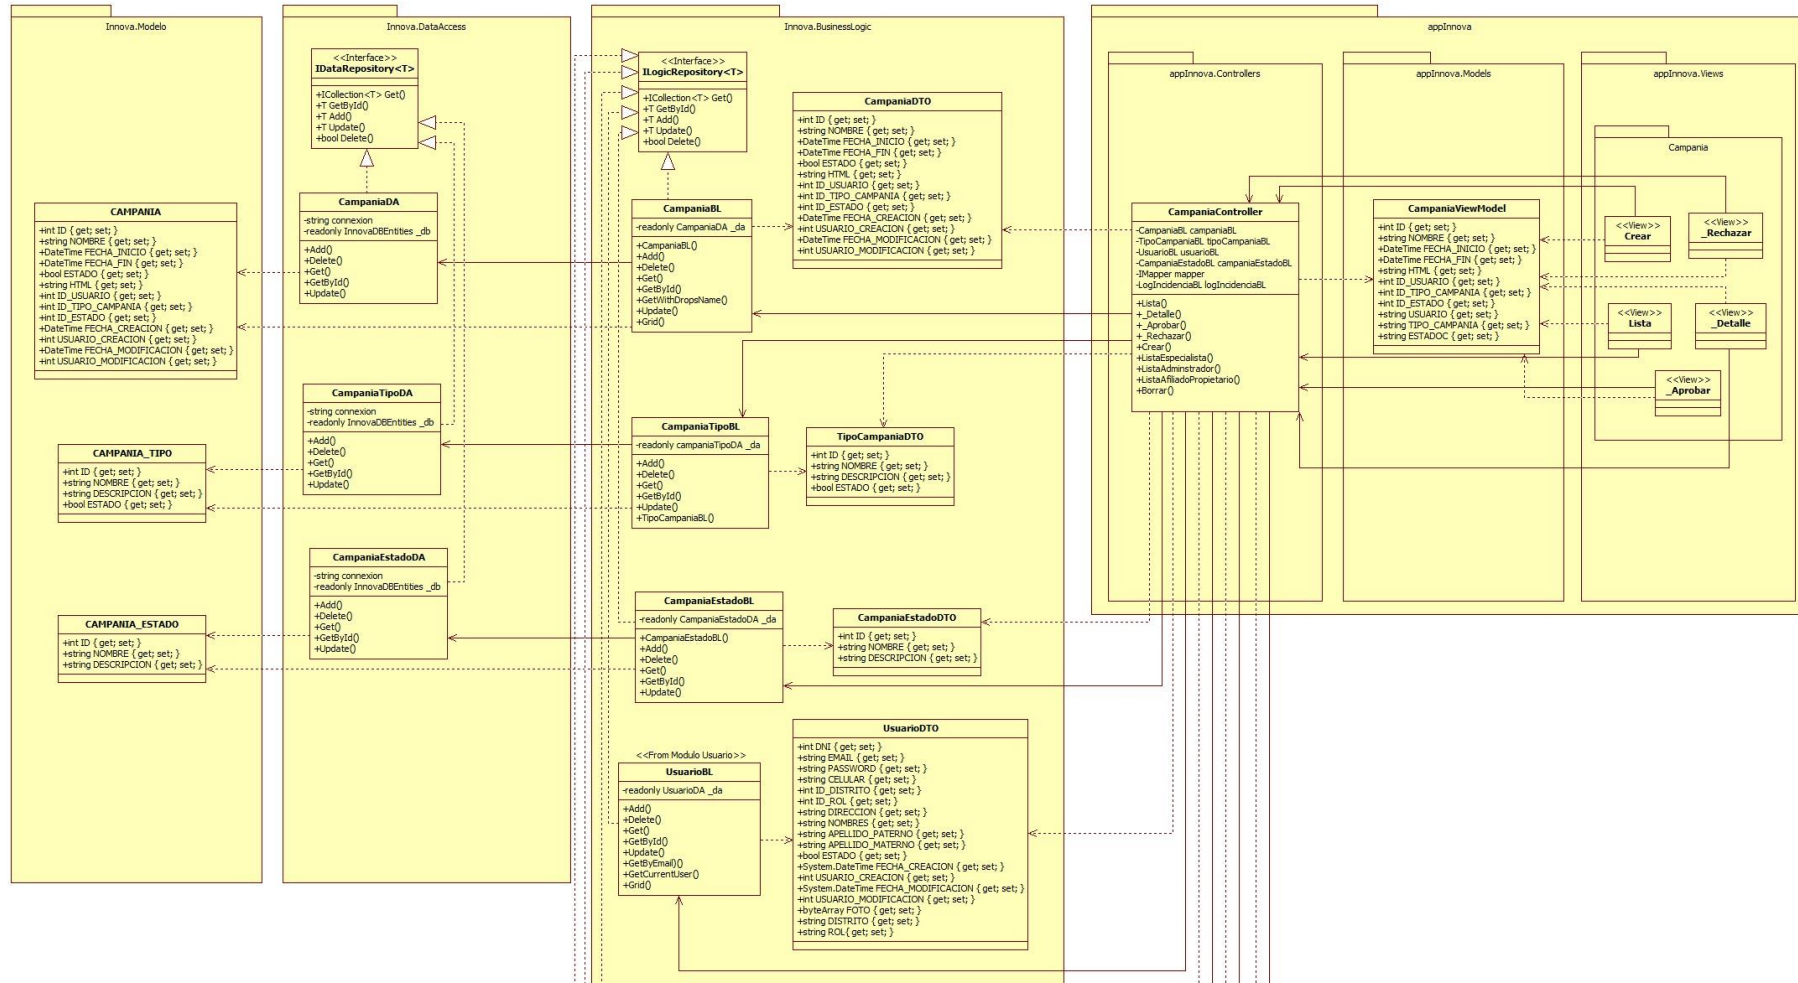 Innova.Modelo
CAMPANIA
+int ID { get; set; }
+string NOMBRE { get; set; }
+DateTime FECHA_INICIO { get; set; }
+DateTime FECHA_FIN { get; set; }
+bool ESTADO { get; set; }
+string HTML { get; set; }
+int ID_USUARIO { get; set; }
+int ID_TIPO_CAMPANIA { get; set; }
+int ID_ESTADO { get; set; }
+DateTime FECHA_CREACION { get; set; }
+int USUARIO_CREACION { get; set; }
+DateTime FECHA_MODIFICACION { get; set; }
+int USUARIO_MODIFICACION { get; set; }
CAMPANIA_TIPO
+int ID { get; set; }
+string NOMBRE { get; set; }
+string DESCRIPCION { get; set; }
+bool ESTADO { get; set; }
CAMPANIA_ESTADO
+int ID { get; set; }
+string NOMBRE { get; set; }
+string DESCRIPCION { get; set; }
Innova.DataAccess
<<Interface>>
IDataRepository<T>
+ICollection<T> Get()
+T GetById()
+T Add()
+T Update()
+bool Delete()
CampaniaDA
-string connexion
-readonly InnovaDBEntities _db
+Add()
+Delete()
+Get()
+GetById()
+Update()
CampaniaTipoDA
-string connexion
-readonly InnovaDBEntities _db
+Add()
+Delete()
+Get()
+GetById()
+Update()
CampaniaEstadoDA
-string connexion
-readonly InnovaDBEntities _db
+Add()
+Delete()
+Get()
+GetById()
+Update()
Innova.BusinessLogic
<<Interface>>
ILogicRepository<T>
+ICollection<T> Get()
+T GetById()
+T Add()
+T Update()
+bool Delete()
CampaniaBL
-readonly CampaniaDA _da
+CampaniaBL()
+Add()
+Delete()
+Get()
+GetById()
+GetWithDropsName()
+Update()
+Grid()
CampaniaTipoBL
-readonly campaniaTipoDA _da
+Add()
+Delete()
+Get()
+GetById()
+Update()
+TipoCampaniaBL()
CampaniaEstadoBL
-readonly CampaniaEstadoDA _da
+CampaniaEstadoBL()
+Add()
+Delete()
+Get()
+GetById()
+Update()
<<From Modulo Usuario>>
UsuarioBL
-readonly UsuarioDA _da
+Add()
+Delete()
+Get()
+GetById()
+Update()
+GetByEmail)()
+GetCurrentUser()
+Grid()
CampaniaDTO
+int ID { get; set; }
+string NOMBRE { get; set; }
+DateTime FECHA_INICIO { get; set; }
+DateTime FECHA_FIN { get; set; }
+bool ESTADO { get; set; }
+string HTML { get; set; }
+int ID_USUARIO { get; set; }
+int ID_TIPO_CAMPANIA { get; set; }
+int ID_ESTADO { get; set; }
+DateTime FECHA_CREACION { get; set; }
+int USUARIO_CREACION { get; set; }
+DateTime FECHA_MODIFICACION { get; set; }
+int USUARIO_MODIFICACION { get; set; }
TipoCampaniaDTO
+int ID { get; set; }
+string NOMBRE { get; set; }
+string DESCRIPCION { get; set; }
+bool ESTADO { get; set; }
CampaniaEstadoDTO
+int ID { get; set; }
+string NOMBRE { get; set; }
+string DESCRIPCION { get; set; }
UsuarioDTO
+int DNI { get; set; }
+string EMAIL { get; set; }
+string PASSWORD { get; set; }
+string CELULAR { get; set; }
+int ID_DISTRITO { get; set; }
+int ID_ROL { get; set; }
+string DIRECCION { get; set; }
+string NOMBRES { get; set; }
+string APELLIDO_PATERNO { get; set; }
+string APELLIDO_MATERNO { get; set; }
+bool ESTADO { get; set; }
+System.DateTime FECHA_CREACION { get; set; }
+int USUARIO_CREACION { get; set; }
+System.DateTime FECHA_MODIFICACION { get; set; }
+int USUARIO_MODIFICACION { get; set; }
+byteArray FOTO { get; set; }
+string DISTRITO { get; set; }
+string ROL{ get; set; }
appInnova
appInnova.Controllers
CampaniaController
-CampaniaBL campaniaBL
-TipoCampaniaBL tipoCampaniaBL
-UsuarioBL usuarioBL
-CampaniaEstadoBL campaniaEstadoBL
-IMapper mapper
-LogIncidenciaBL logIncidenciaBL
+Lista()
+_Detalle()
+_Aprobar()
+_Rechazar()
+Crear()
+ListaEspecialista()
+ListaAdminstrador()
+ListaAfiliadoPropietario()
+Borrar()
appInnova.Models
CampaniaViewModel
+int ID { get; set; }
+string NOMBRE { get; set; }
+DateTime FECHA_INICIO { get; set; }
+DateTime FECHA_FIN { get; set; }
+string HTML { get; set; }
+int ID_USUARIO { get; set; }
+int ID_TIPO_CAMPANIA { get; set; }
+int ID_ESTADO { get; set; }
+string USUARIO { get; set; }
+string TIPO_CAMPANIA { get; set; }
+string ESTADOC { get; set; }
appInnova.Views
Campania
<<View>>
Crear
<<View>>
_Rechazar
<<View>>
Lista
<<View>>
_Detalle
<<View>>
_Aprobar